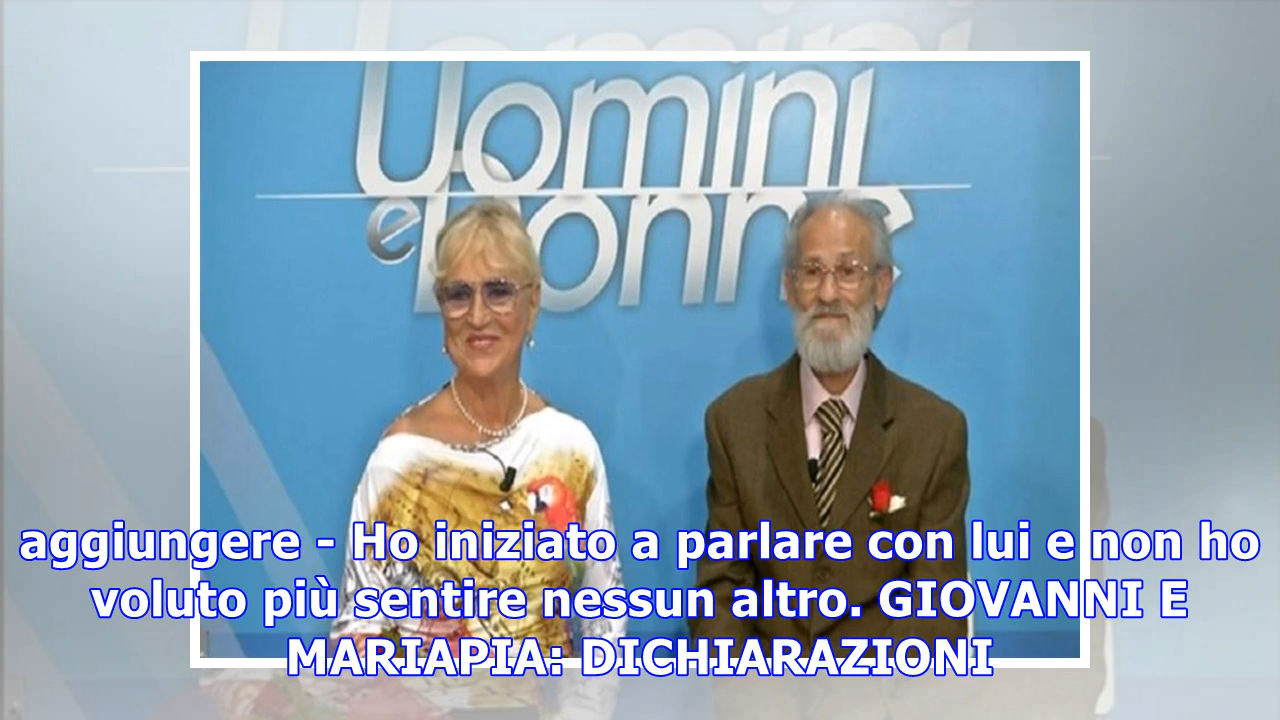 Uomini
e Donne
aggiungere - Ho iniziato a parlare con lui e non ho
voluto più sentire nessun altro. GIOVANNI E
MARIAPIA: DICHIARAZIONI